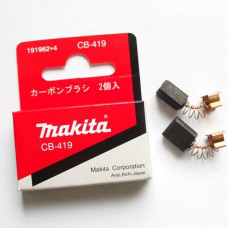 191962-4
CB-419
カーボンブラシ 2個入
makita
CB-419
Makita Corporation
Anjo, Aichi, Japan